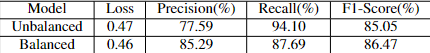 Model Loss Precision(%) Recall(%) F1-Score(%)
Unbalanced 0.47 77.59 94.10 85.05
Balanced 0.46 85.29 87.69 86.47